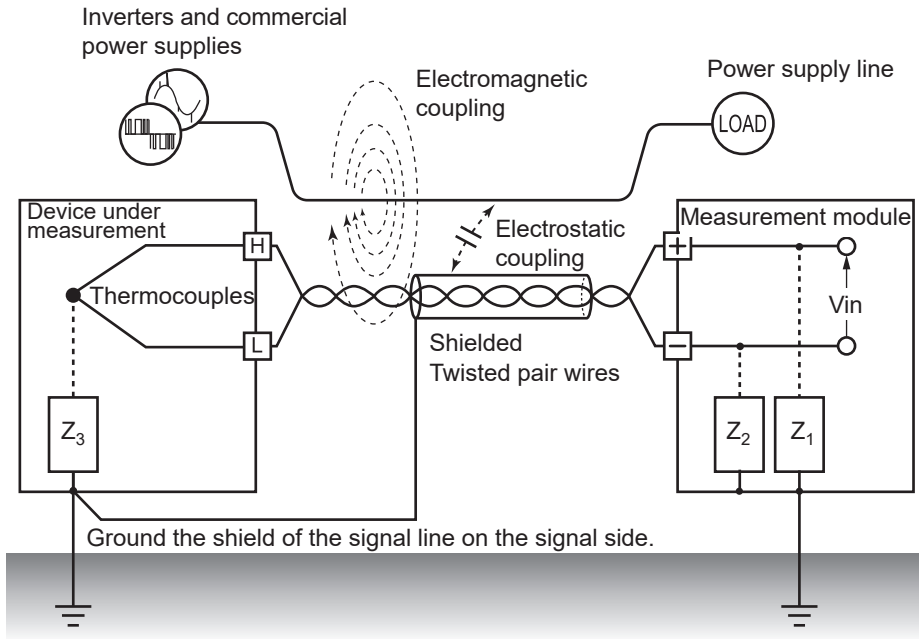 Inverters and commercial
power supplies
Electromagnetic
coupling
Power supply line
LOAD
Device under
measurement
H
Electrostatic
coupling
Measurement module
+
Thermocouples
Vin
L
Shielded
Twisted pair wires
−
Z3
Z2
Z1
Ground the shield of the signal line on the signal side.